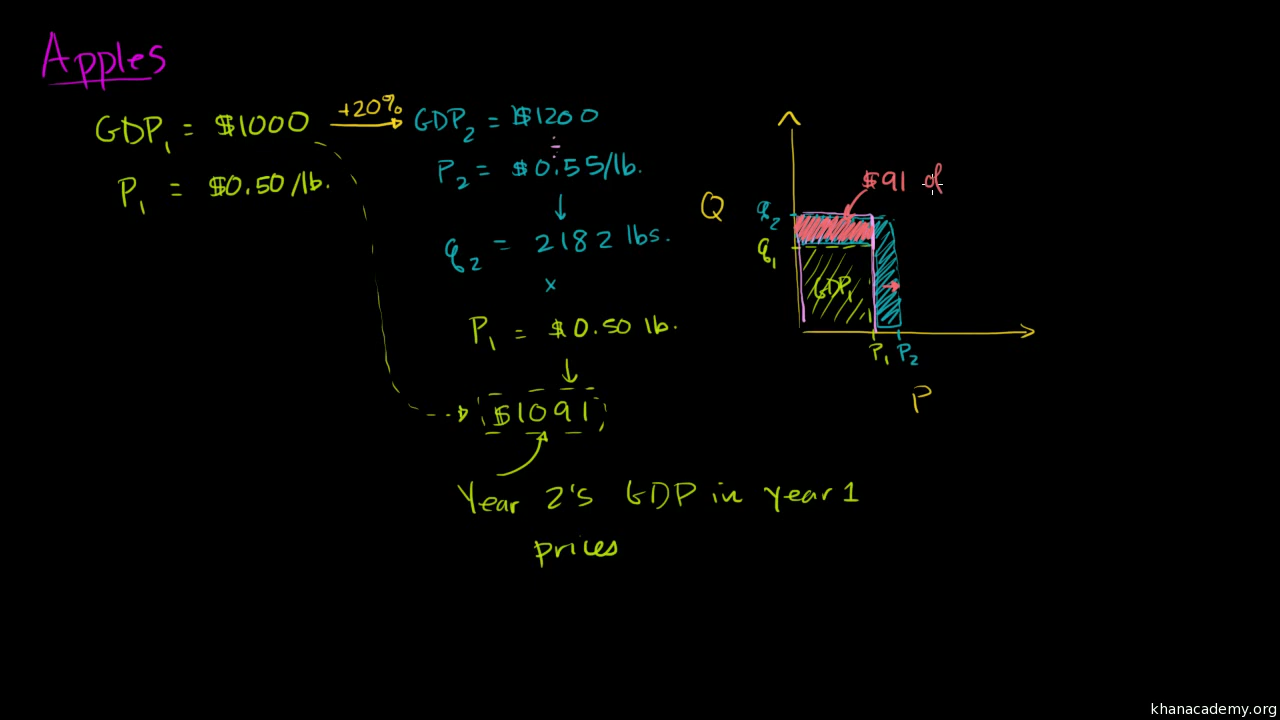 Apples
GDP₁ = $1000 +20% GDP₂ = $1200
÷
P₁ = $0.50/lb. P₂ = $0.55/lb.
q₂ = 2182 lbs.
x
P₁ = $0.50 lb.
$1091
Year 2's GDP in year 1
prices
$91 of
Q
q₂
q₁
GDP₁
P₁ P₂
P
khanacademy.org